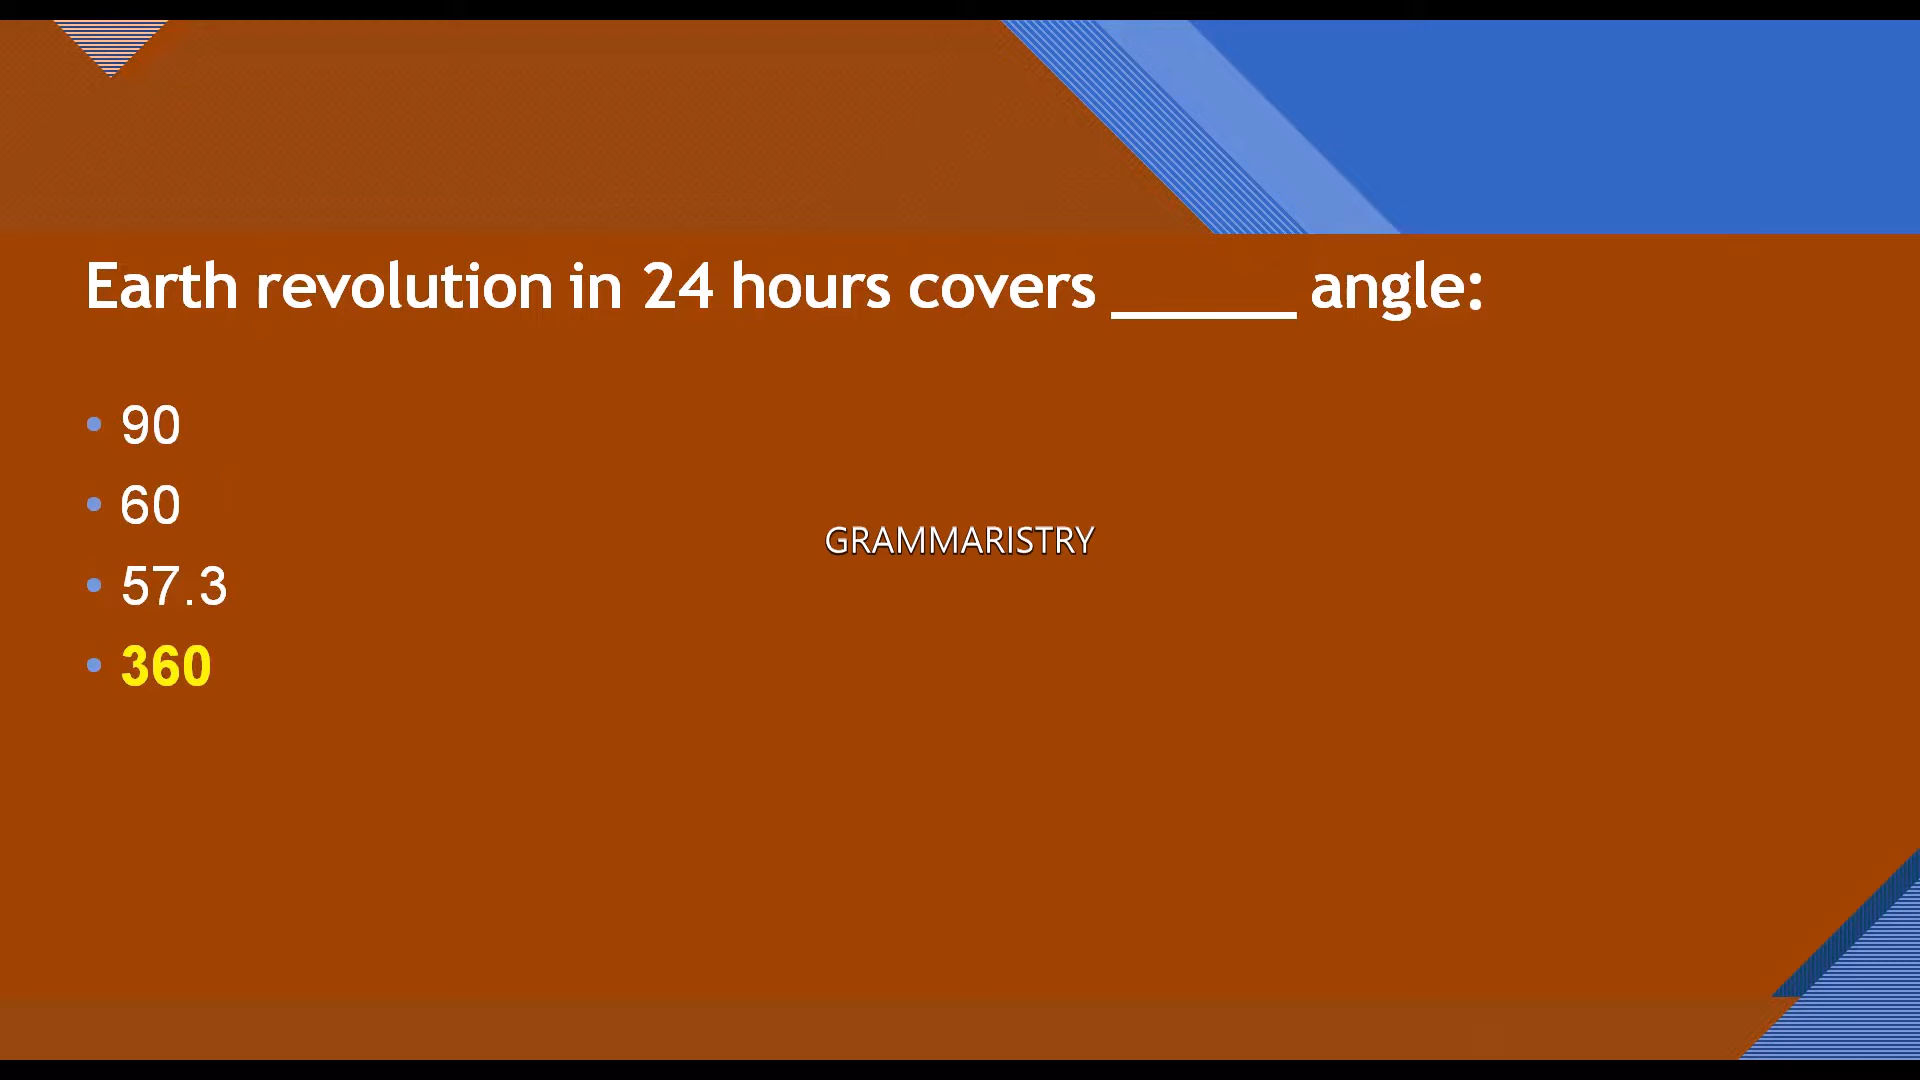 Earth revolution in 24 hours covers ______ angle:
• 90
• 60
GRAMMARISTRY
• 57.3
• 360